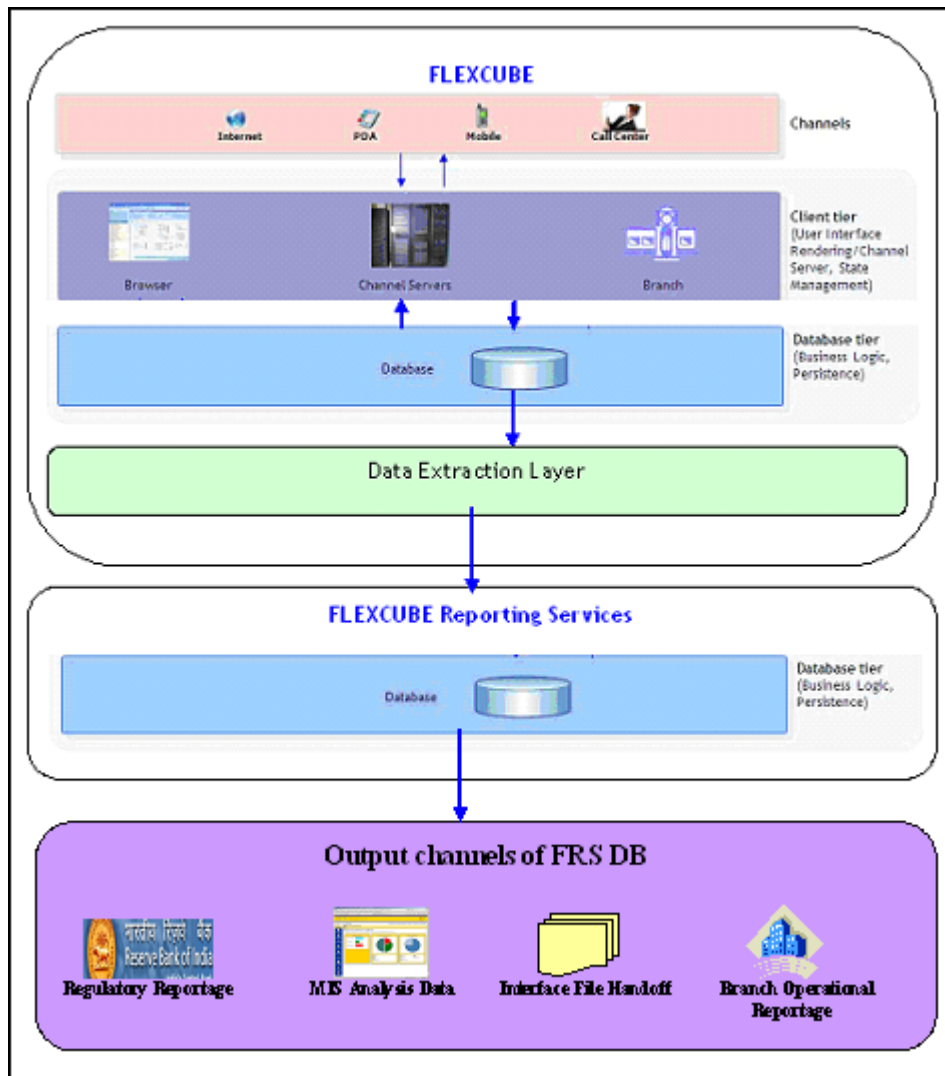 FLEXCUBE
Internet
PDA
Mobile
Call Center
Channels
Client tier
(User Interface
Rendering/Channel
Server, State
Management)
Browser
Channel Servers
Branch
Database
Database tier
(Business Logic,
Persistence)
Data Extraction Layer
FLEXCUBE Reporting Services
Database
Database tier
(Business Logic,
Persistence)
Output channels of FRS DB
भारतीय रिज़र्व बैंक
Reserve Bank of India
Regulatory Reportage
MIS Analysis Data
Interface File Handoff
Branch Operational
Reportage